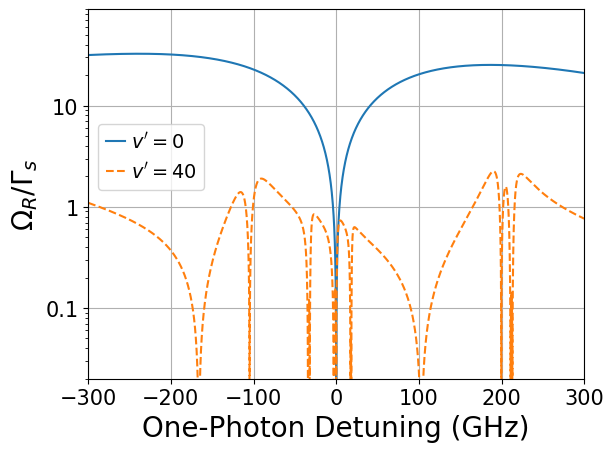 10
1
0.1
Ω_R/Γ_s
v′ = 0
v′ = 40
−300 −200 −100 0 100 200 300
One-Photon Detuning (GHz)